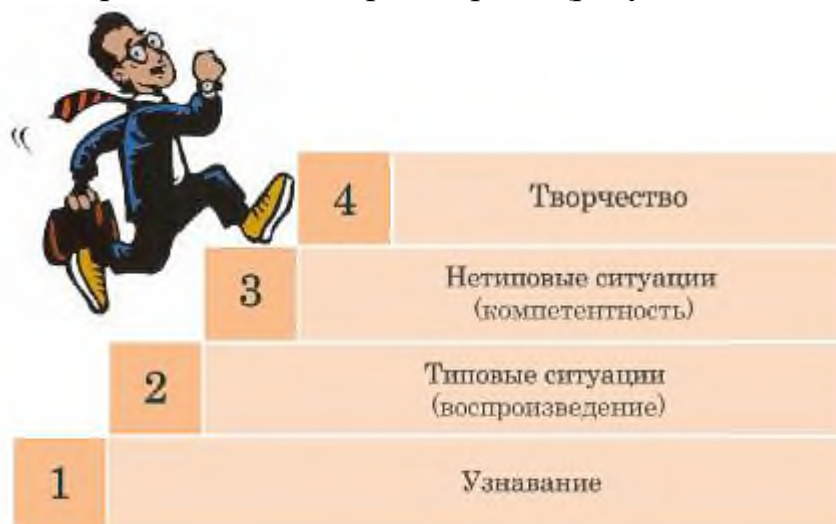 4
Творчество
3
Нетиповые ситуации
(компетентность)
2
Типовые ситуации
(воспроизведение)
1
Узнавание